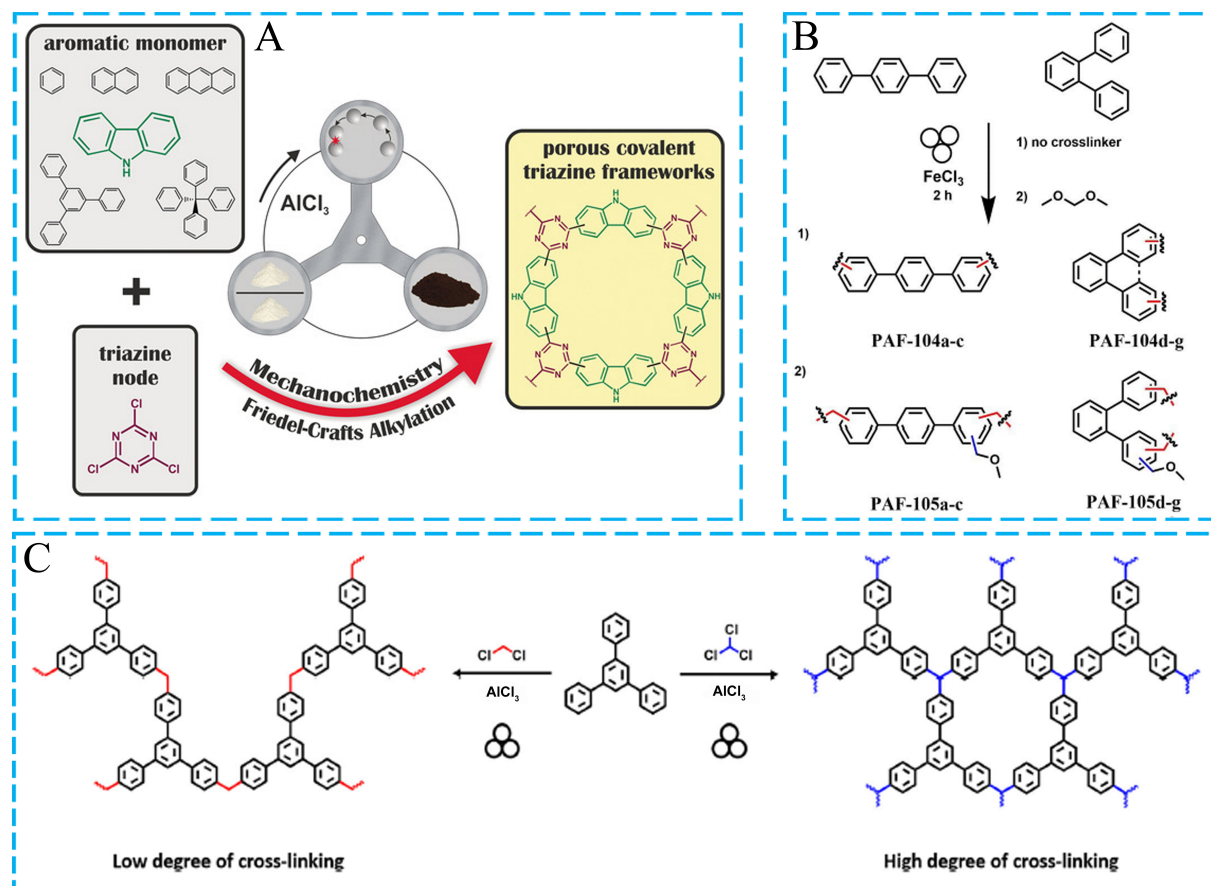 A
aromatic monomer
N
H
Si
AlCl3
+
triazine
node
Cl
N
N
Cl
N
Cl
Mechanochemistry
Friedel-Crafts Alkylation
porous covalent
triazine frameworks
H
N
N
N
N
N
N
N
HN
NH
N
N
N
N
N
N
N
H
B
FeCl3
2 h
1) no crosslinker
2)
O
O
1)
PAF-104a-c
PAF-104d-g
2)
O
O
PAF-105a-c
PAF-105d-g
C
Cl
Cl
AlCl3
Cl
Cl
Cl
AlCl3
Low degree of cross-linking
High degree of cross-linking